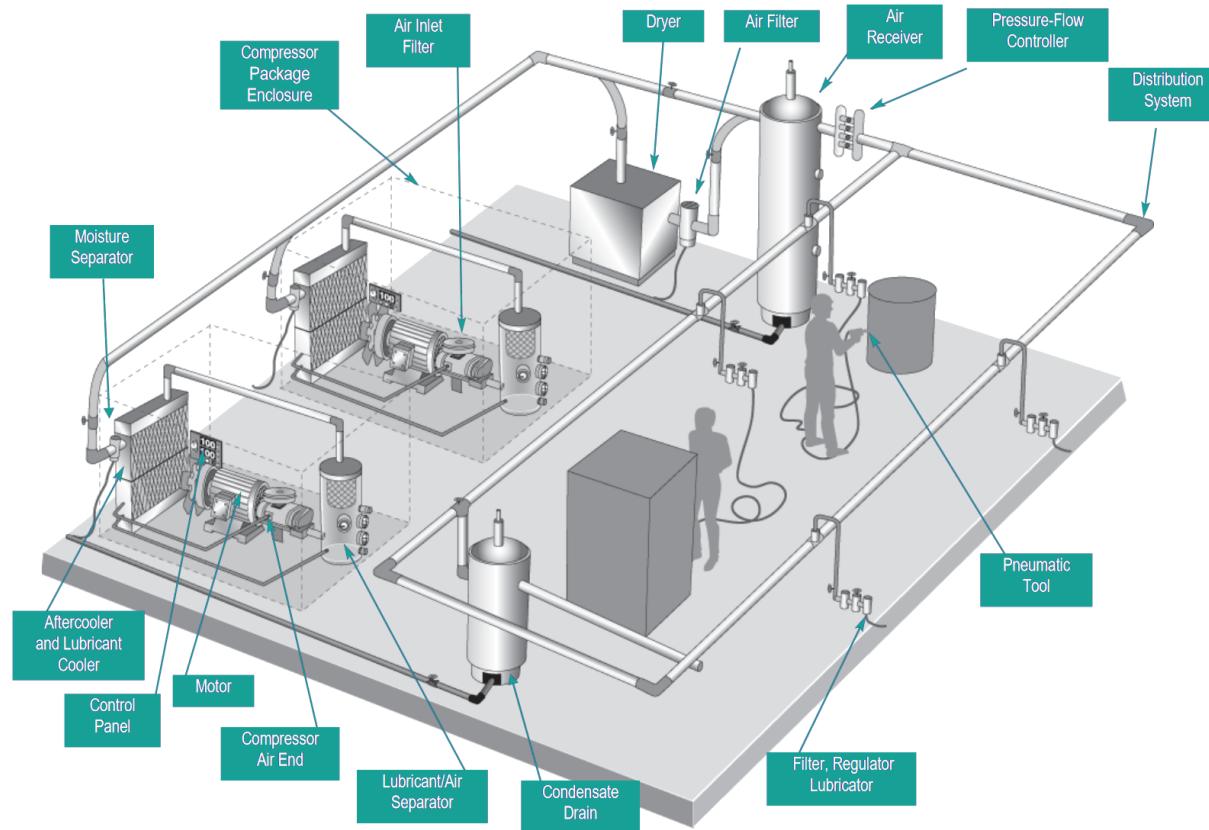 Air Inlet
Filter
Dryer
Air Filter
Air
Receiver
Pressure-Flow
Controller
Compressor
Package
Enclosure
Distribution
System
Moisture
Separator
100
100
100
Pneumatic
Tool
Aftercooler
and Lubricant
Cooler
Control
Panel
Motor
Compressor
Air End
Lubricant/Air
Separator
Condensate
Drain
Filter, Regulator
Lubricator